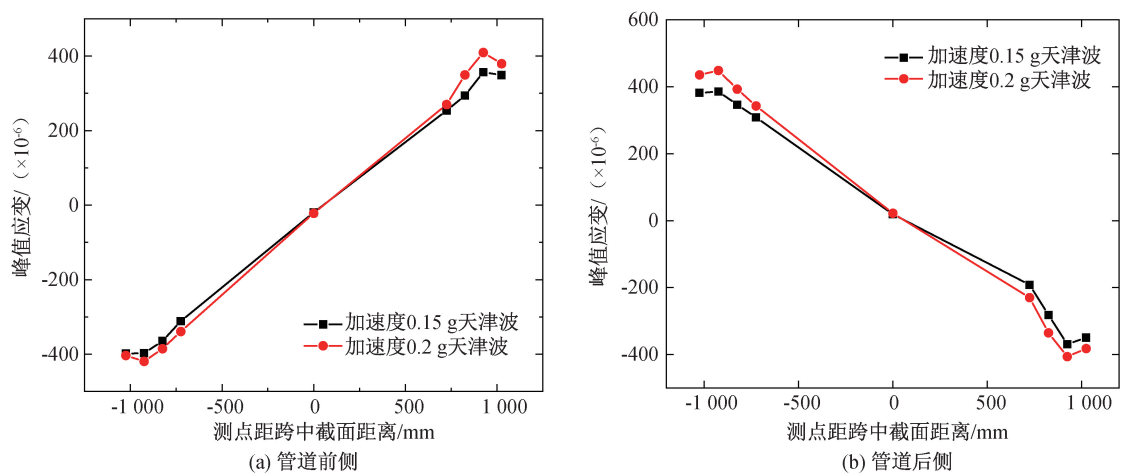 400
200
0
-200
-400
峰值应变/（×10⁻⁶）
加速度0.15 g天津波
加速度0.2 g天津波
-1 000
-500
0
500
1 000
测点距跨中截面距离/mm
(a) 管道前侧
600
400
200
0
-200
-400
峰值应变/（×10⁻⁶）
加速度0.15 g天津波
加速度0.2 g天津波
-1 000
-500
0
500
1 000
测点距跨中截面距离/mm
(b) 管道后侧